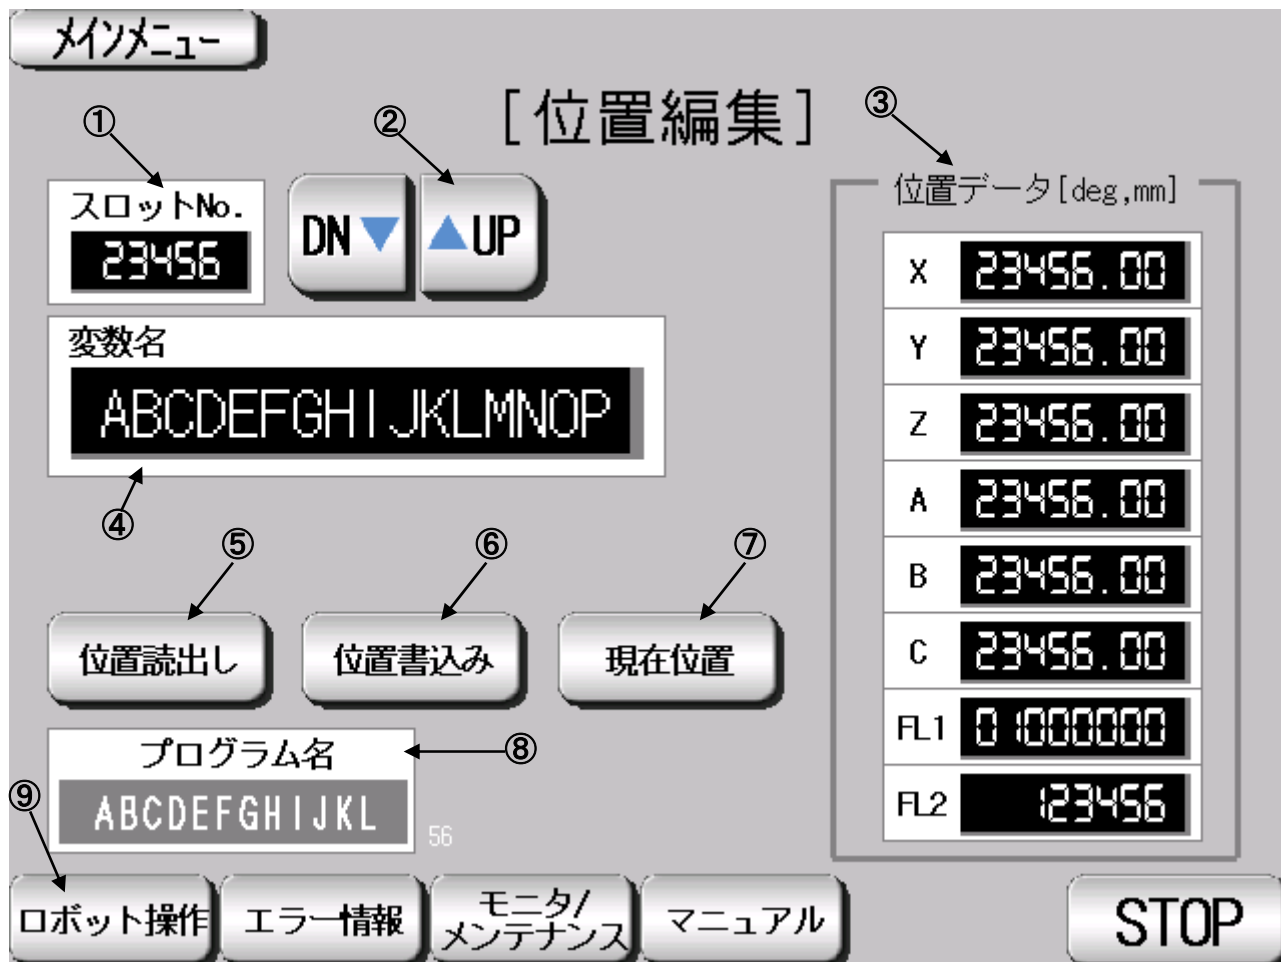 メインメニュー
[位置編集]
①
②
③
スロットNo.
23456
DN▼
▲UP
位置データ[deg,mm]
X 23456.00
Y 23456.00
Z 23456.00
A 23456.00
B 23456.00
C 23456.00
FL1 01000000
FL2 123456
変数名
ABCDEFGHIJKLMNOP
④
⑤
⑥
⑦
位置読出し
位置書込み
現在位置
プログラム名
⑧
ABCDEFGHIJKL
56
⑨
ロボット操作
エラー情報
モニタ/
メンテナンス
マニュアル
STOP